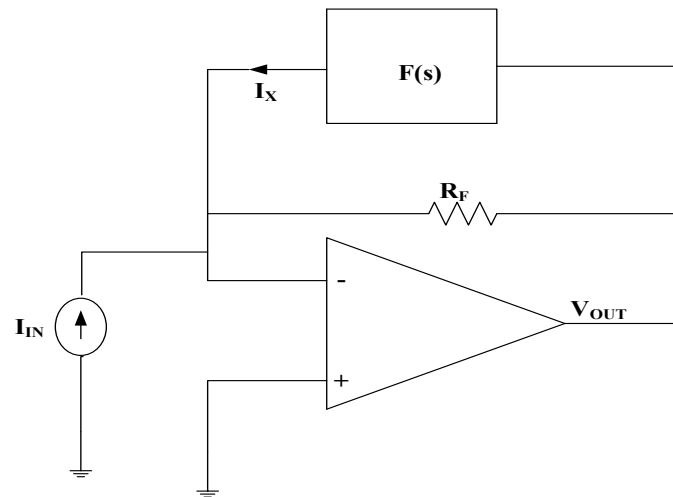 F(s)
I_X
R_F
-
V_OUT
I_IN
+